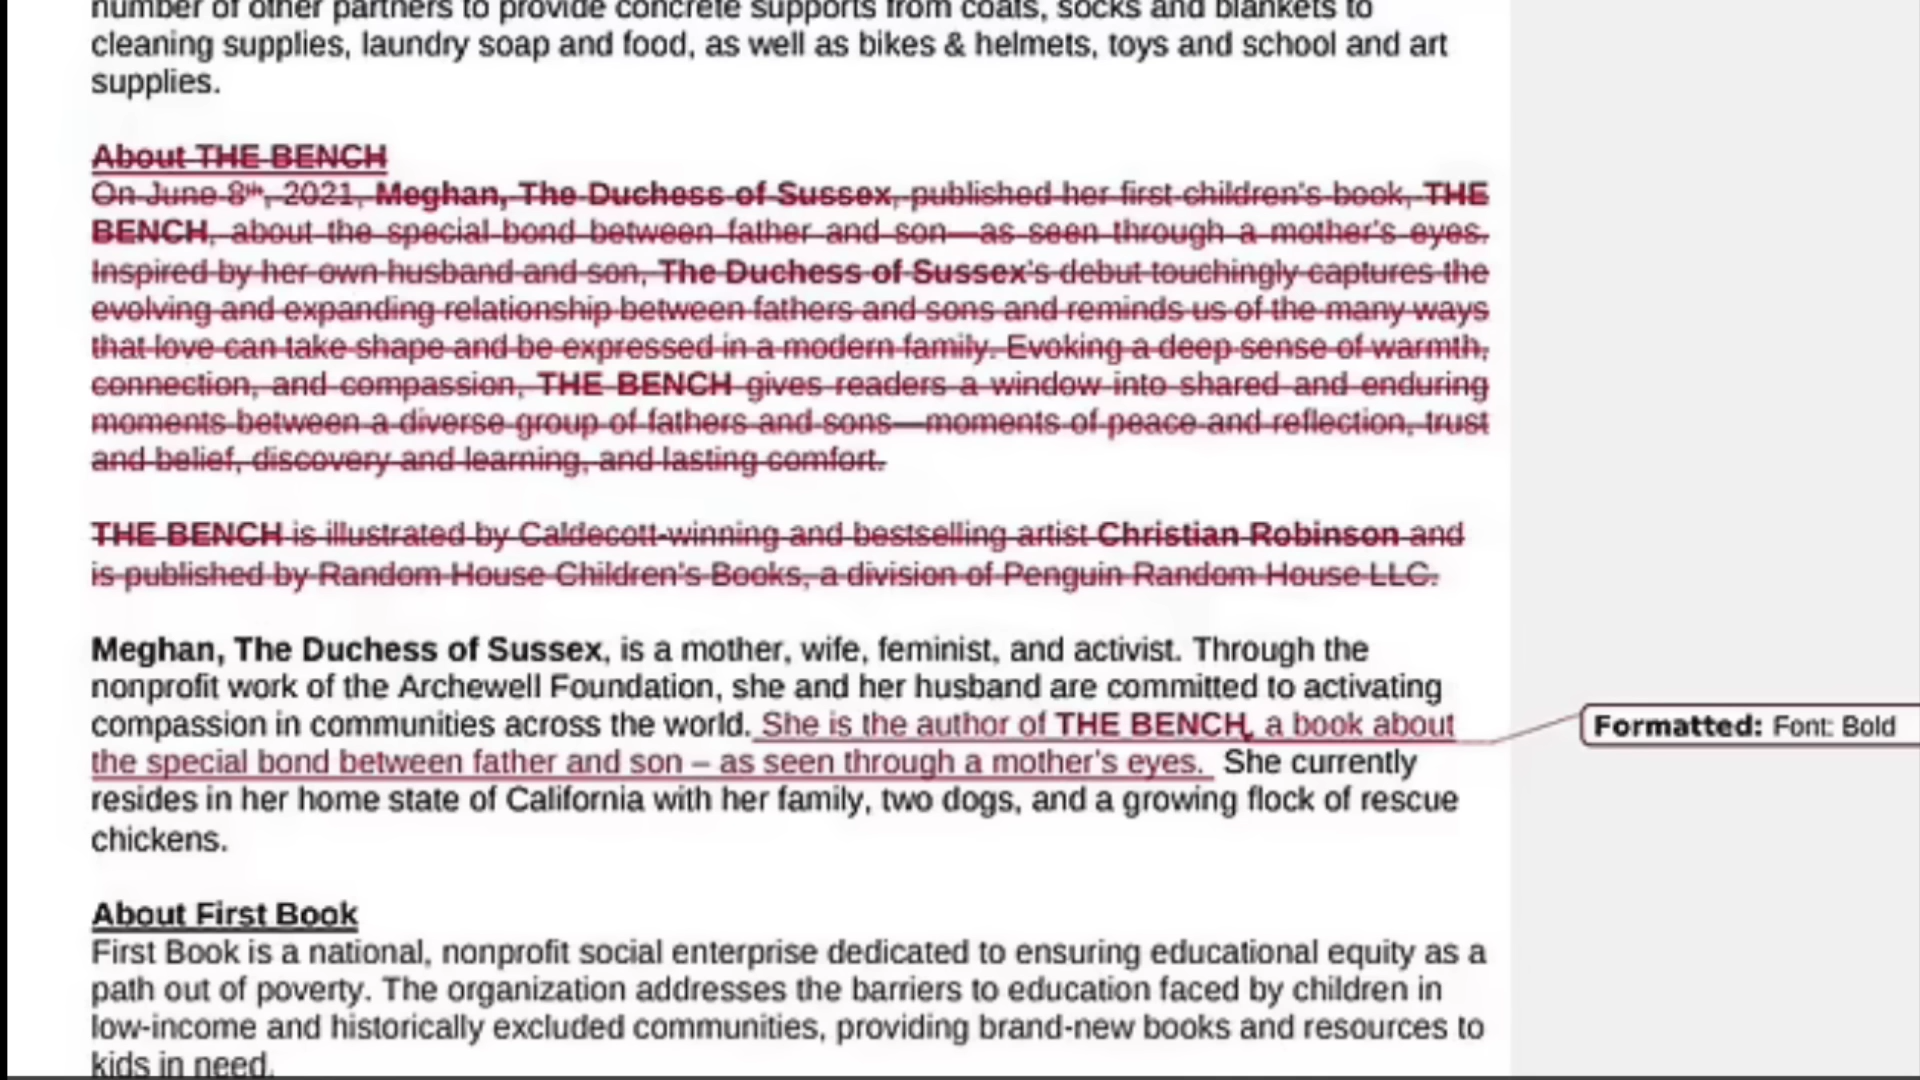 number of other partners to provide concrete supports from coats, socks and blankets to
cleaning supplies, laundry soap and food, as well as bikes & helmets, toys and school and art
supplies.
About THE BENCH
On June 8th, 2021, Meghan, The Duchess of Sussex, published her first children's book, THE
BENCH, about the special bond between father and son—as seen through a mother's eyes.
Inspired by her own husband and son, The Duchess of Sussex's debut touchingly captures the
evolving and expanding relationship between fathers and sons and reminds us of the many ways
that love can take shape and be expressed in a modern family. Evoking a deep sense of warmth,
connection, and compassion, THE BENCH gives readers a window into shared and enduring
moments between a diverse group of fathers and sons—moments of peace and reflection, trust
and belief, discovery and learning, and lasting comfort.
THE BENCH is illustrated by Caldecott-winning and bestselling artist Christian Robinson and
is published by Random House Children's Books, a division of Penguin Random House LLC.
Meghan, The Duchess of Sussex, is a mother, wife, feminist, and activist. Through the
nonprofit work of the Archewell Foundation, she and her husband are committed to activating
compassion in communities across the world. She is the author of THE BENCH, a book about
the special bond between father and son – as seen through a mother's eyes. She currently
resides in her home state of California with her family, two dogs, and a growing flock of rescue
chickens.
Formatted: Font: Bold
About First Book
First Book is a national, nonprofit social enterprise dedicated to ensuring educational equity as a
path out of poverty. The organization addresses the barriers to education faced by children in
low-income and historically excluded communities, providing brand-new books and resources to
kids in need.